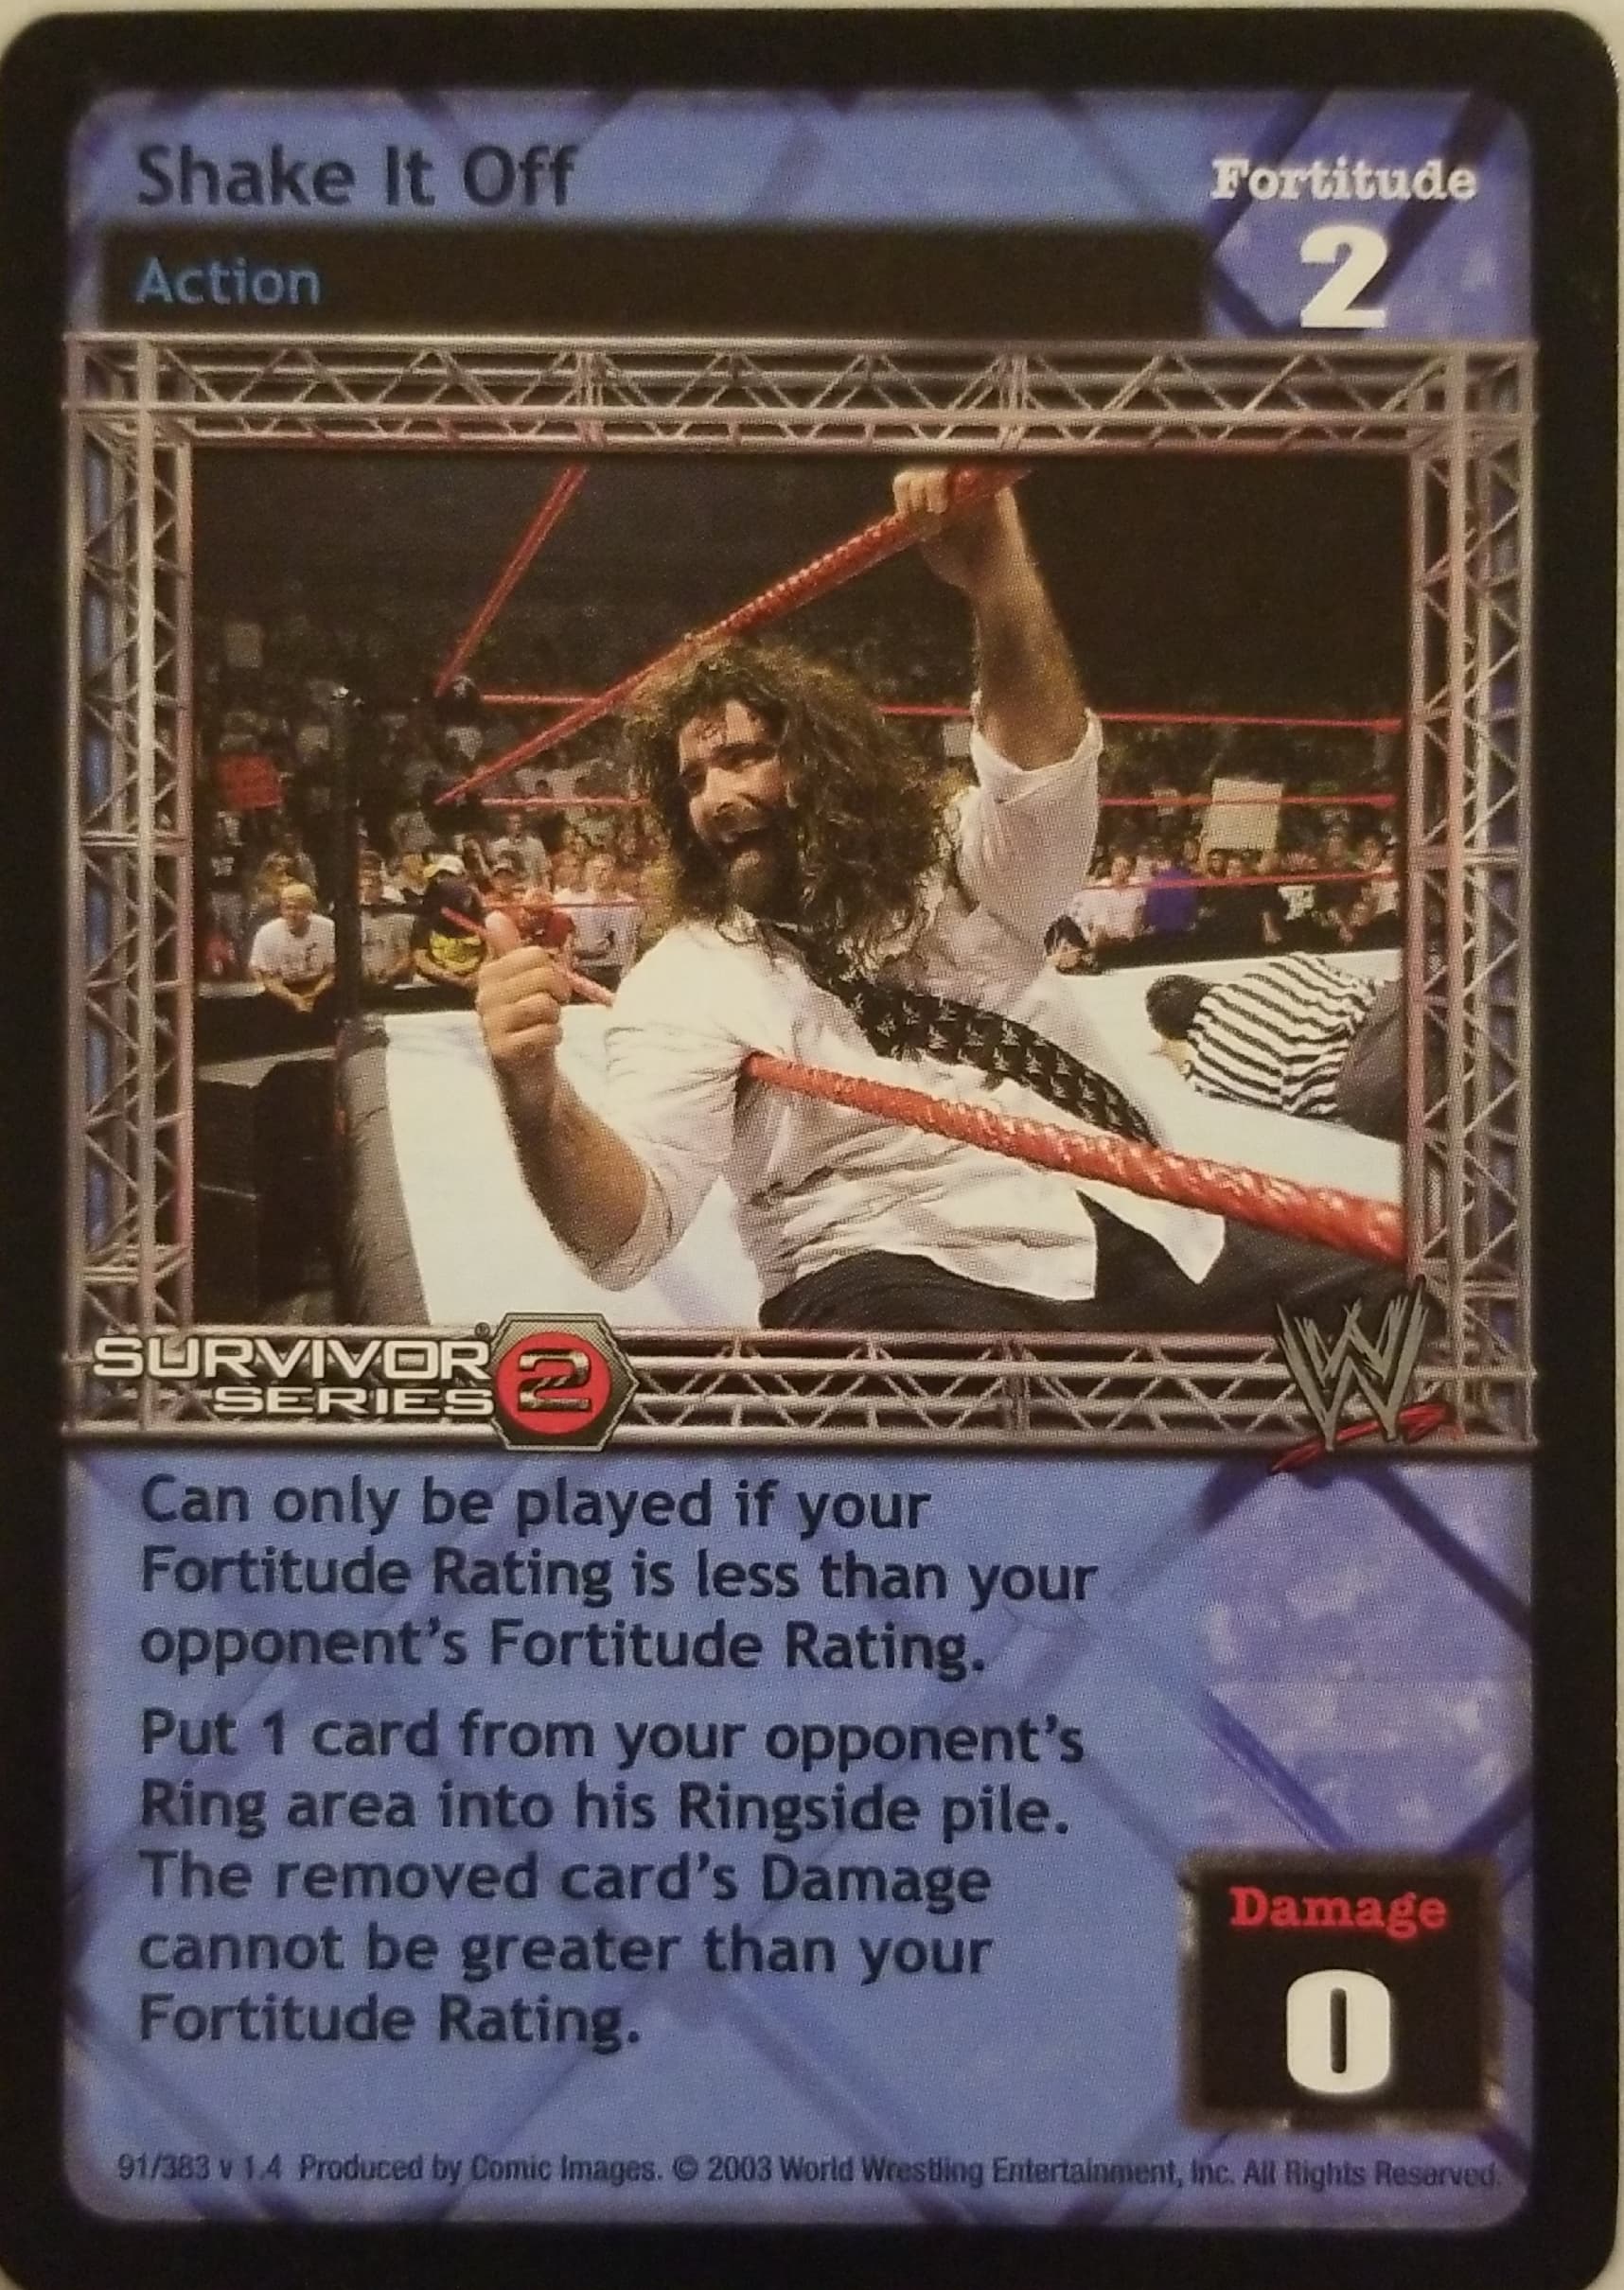 Shake It Off
Fortitude
2
Action
SURVIVOR®
SERIES
2
W
Can only be played if your
Fortitude Rating is less than your
opponent's Fortitude Rating.
Put 1 card from your opponent's
Ring area into his Ringside pile.
The removed card's Damage
cannot be greater than your
Fortitude Rating.
Damage
0
91/383 v 1.4 Produced by Comic Images. © 2003 World Wrestling Entertainment, Inc. All Rights Reserved.